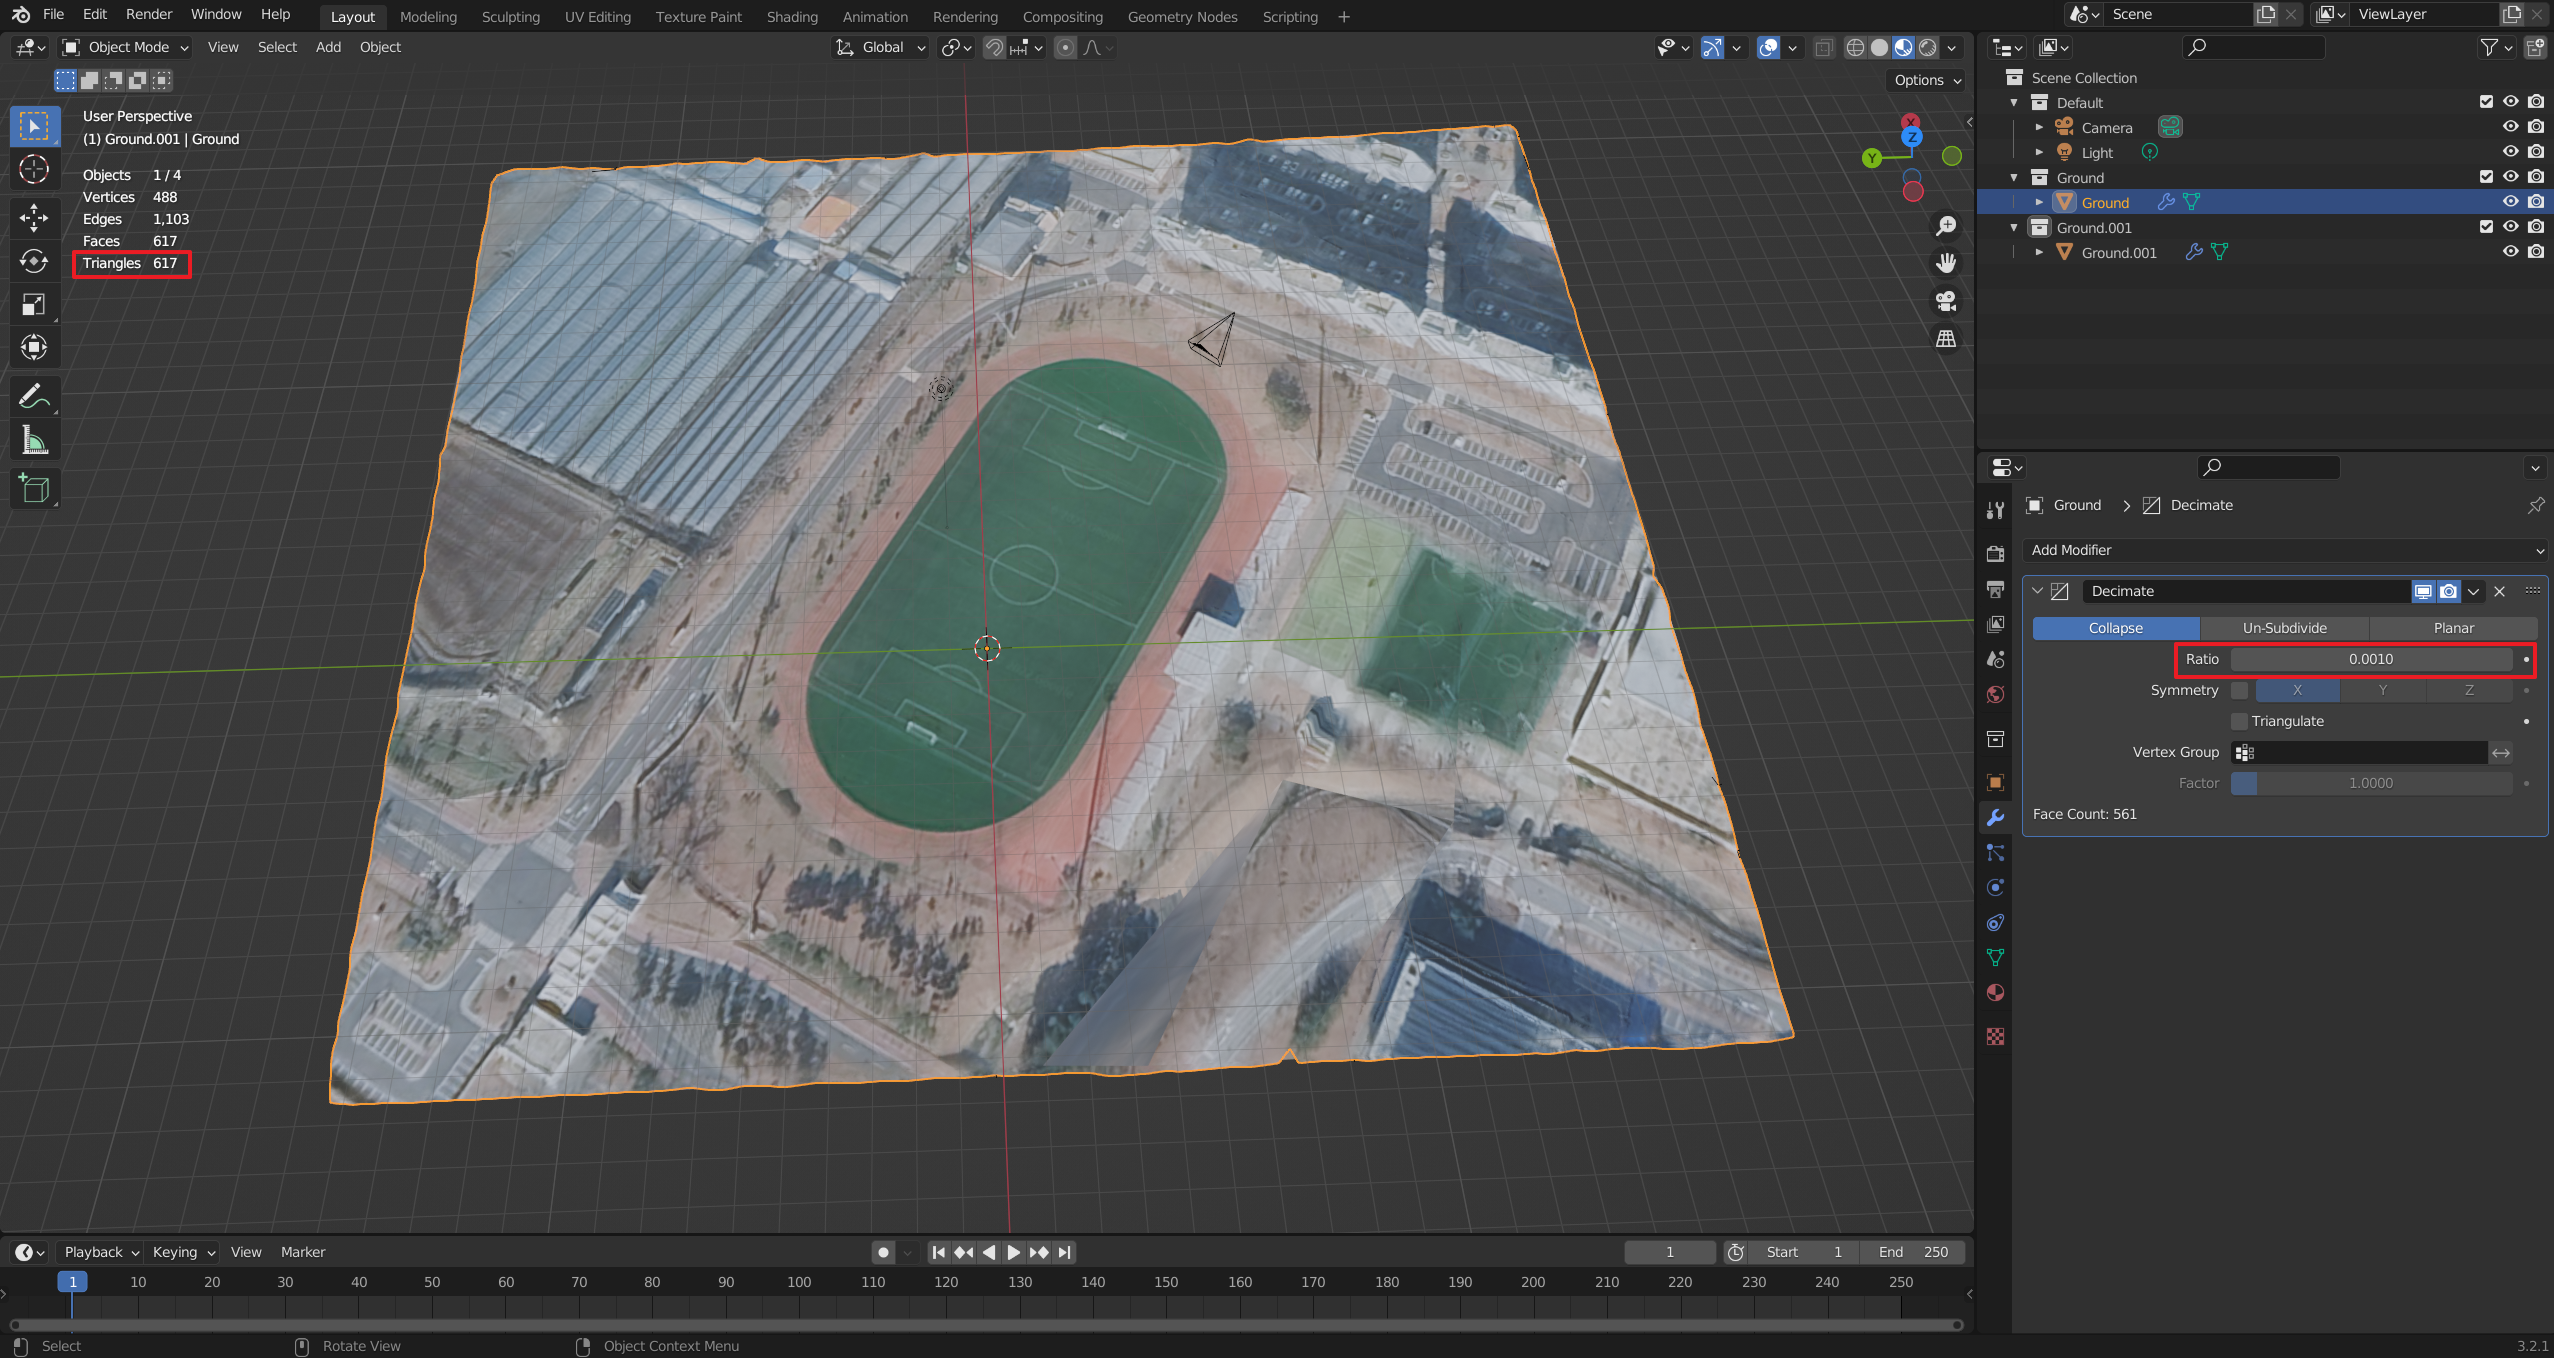 File Edit Render Window Help Layout Modeling Sculpting UV Editing Texture Paint Shading Animation Rendering Compositing Geometry Nodes Scripting + Scene ViewLayer
Object Mode View Select Add Object Global
Options
User Perspective
(1) Ground.001 | Ground
Objects 1 / 4
Vertices 488
Edges 1,103
Faces 617
Triangles 617
X
Z
Y
Scene Collection
Default
Camera
Light
Ground
Ground
Ground.001
Ground.001
Ground > Decimate
Add Modifier
Decimate
Collapse Un-Subdivide Planar
Ratio 0.0010
Symmetry X Y Z
Triangulate
Vertex Group
Factor 1.0000
Face Count: 561
Playback Keying View Marker 1 Start 1 End 250
1 10 20 30 40 50 60 70 80 90 100 110 120 130 140 150 160 170 180 190 200 210 220 230 240 250
Select Rotate View Object Context Menu 3.2.1